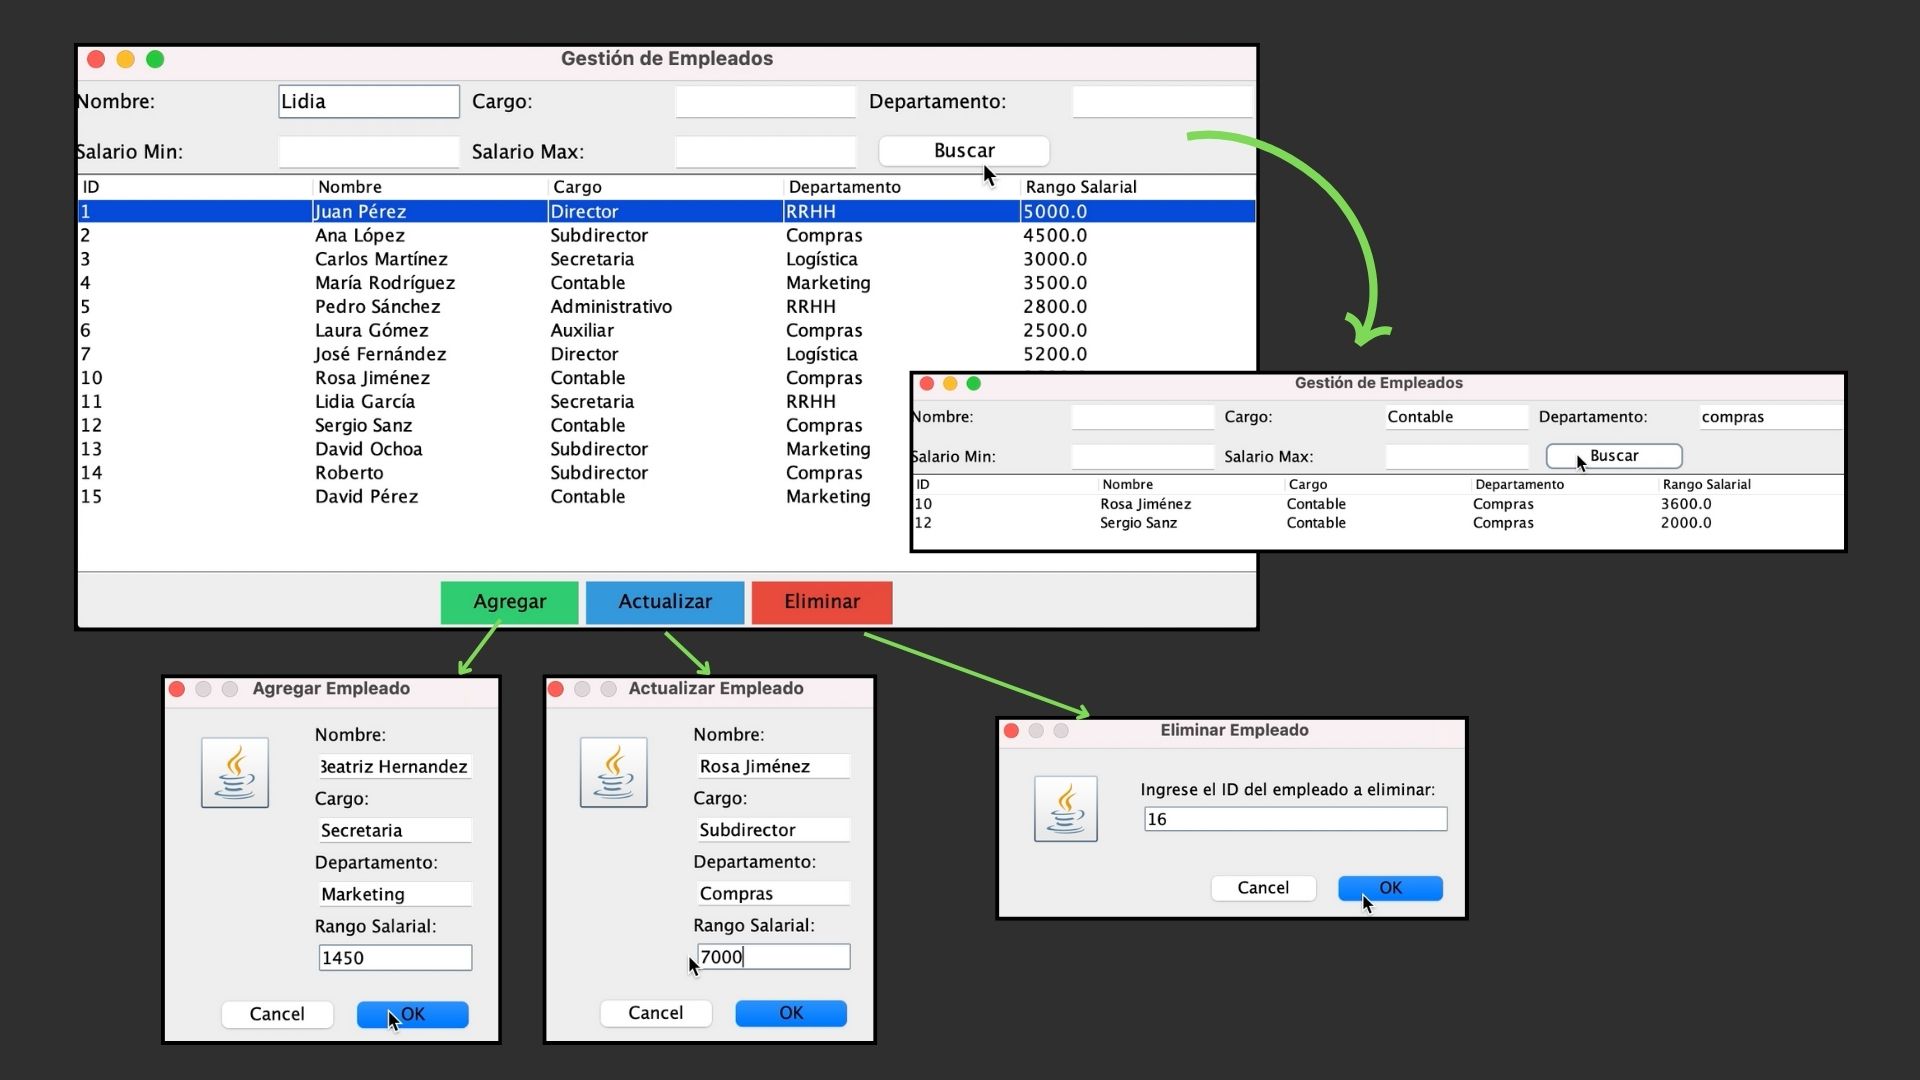 Gestión de Empleados
Nombre: Lidia Cargo: Departamento:
Salario Min: Salario Max: Buscar
ID Nombre Cargo Departamento Rango Salarial
1 Juan Pérez Director RRHH 5000.0
2 Ana López Subdirector Compras 4500.0
3 Carlos Martínez Secretaria Logística 3000.0
4 María Rodríguez Contable Marketing 3500.0
5 Pedro Sánchez Administrativo RRHH 2800.0
6 Laura Gómez Auxiliar Compras 2500.0
7 José Fernández Director Logística 5200.0
10 Rosa Jiménez Contable Compras
11 Lidia García Secretaria RRHH
12 Sergio Sanz Contable Compras
13 David Ochoa Subdirector Marketing
14 Roberto Subdirector Compras
15 David Pérez Contable Marketing
Agregar Actualizar Eliminar
Gestión de Empleados
Nombre: Cargo: Contable Departamento: compras
Salario Min: Salario Max: Buscar
ID Nombre Cargo Departamento Rango Salarial
10 Rosa Jiménez Contable Compras 3600.0
12 Sergio Sanz Contable Compras 2000.0
Agregar Empleado
Nombre:
Beatriz Hernandez
Cargo:
Secretaria
Departamento:
Marketing
Rango Salarial:
1450
Cancel OK
Actualizar Empleado
Nombre:
Rosa Jiménez
Cargo:
Subdirector
Departamento:
Compras
Rango Salarial:
7000
Cancel OK
Eliminar Empleado
Ingrese el ID del empleado a eliminar:
16
Cancel OK